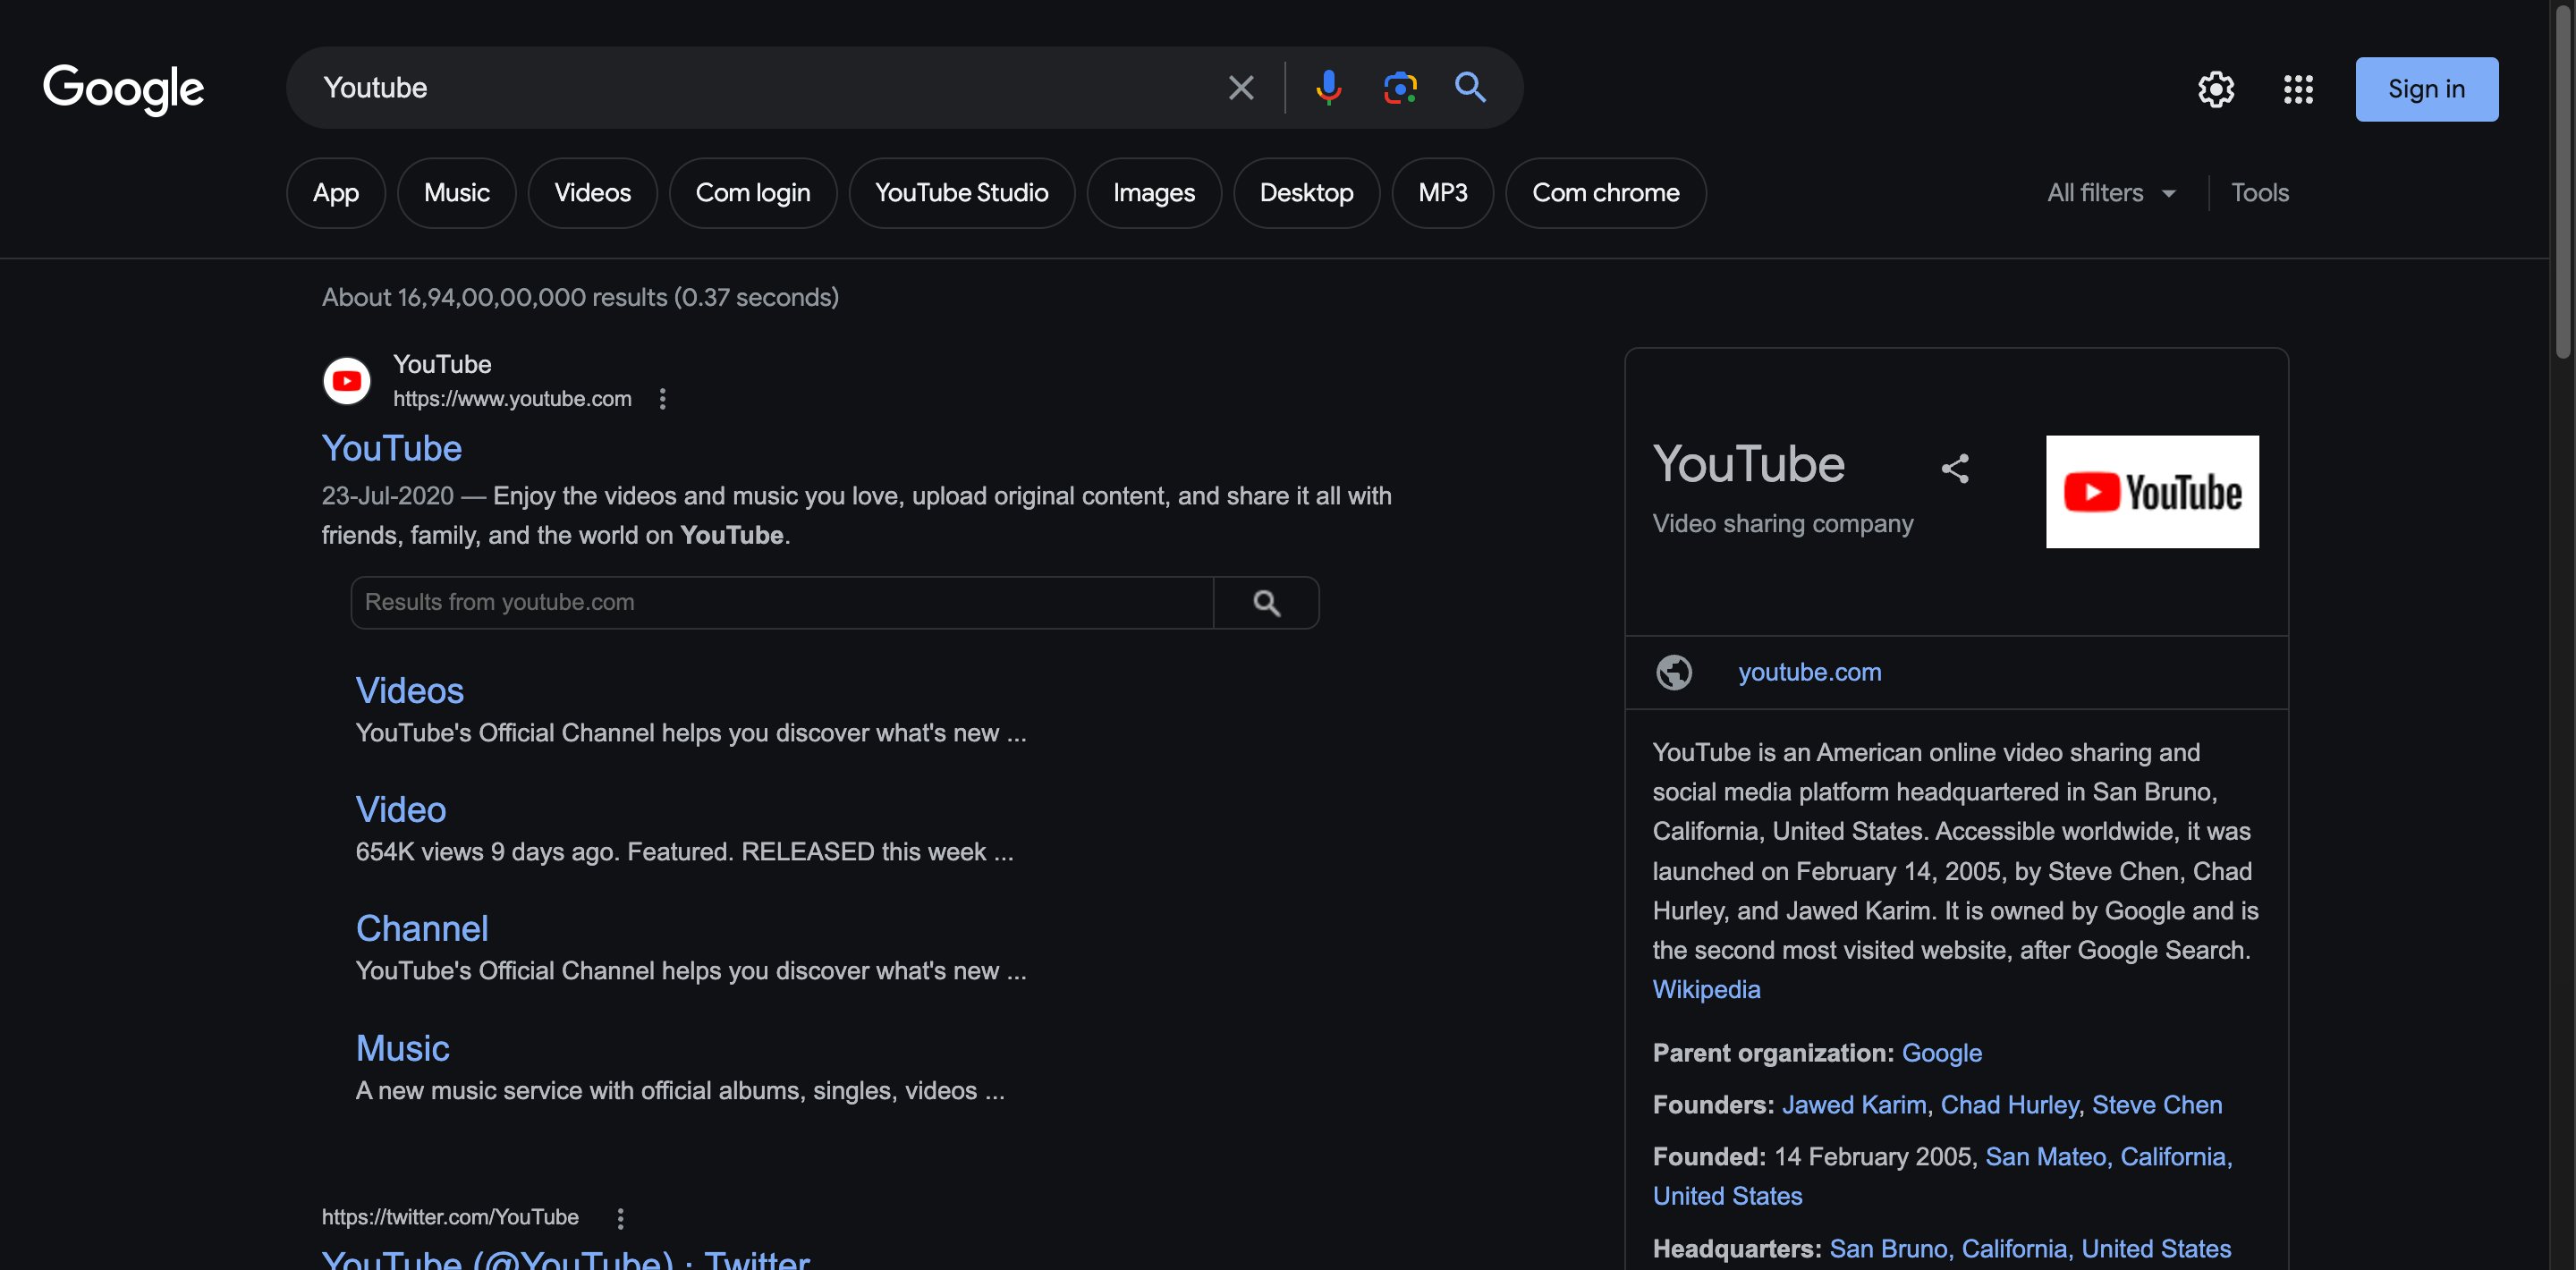 Google
Youtube
Sign in
App
Music
Videos
Com login
YouTube Studio
Images
Desktop
MP3
Com chrome
All filters
Tools
About 16,94,00,00,000 results (0.37 seconds)
YouTube
https://www.youtube.com
YouTube
23-Jul-2020 — Enjoy the videos and music you love, upload original content, and share it all with
friends, family, and the world on YouTube.
Results from youtube.com
Videos
YouTube's Official Channel helps you discover what's new ...
Video
654K views 9 days ago. Featured. RELEASED this week ...
Channel
YouTube's Official Channel helps you discover what's new ...
Music
A new music service with official albums, singles, videos ...
https://twitter.com/YouTube
YouTube (@YouTube) · Twitter
YouTube
Video sharing company
YouTube
youtube.com
YouTube is an American online video sharing and
social media platform headquartered in San Bruno,
California, United States. Accessible worldwide, it was
launched on February 14, 2005, by Steve Chen, Chad
Hurley, and Jawed Karim. It is owned by Google and is
the second most visited website, after Google Search.
Wikipedia
Parent organization: Google
Founders: Jawed Karim, Chad Hurley, Steve Chen
Founded: 14 February 2005, San Mateo, California,
United States
Headquarters: San Bruno, California, United States